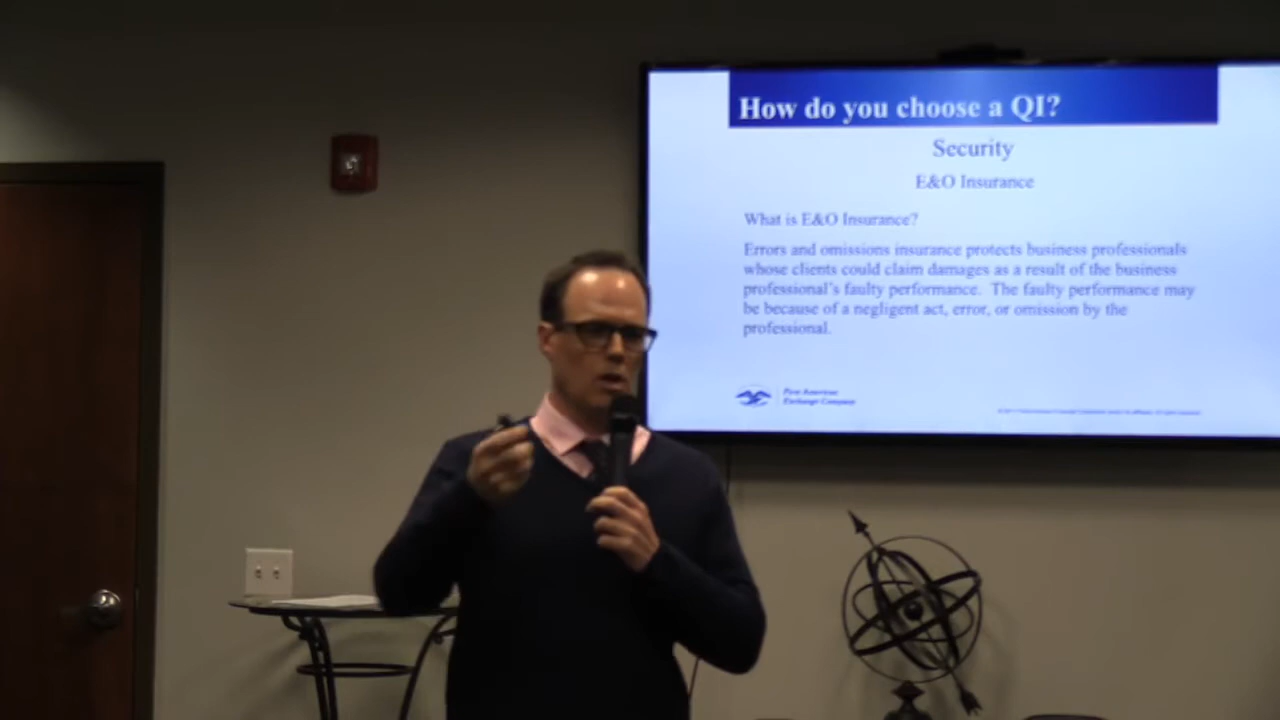 How do you choose a QI?
Security
E&O Insurance
What is E&O Insurance?
Errors and omissions insurance protects business professionals
whose clients could claim damages as a result of the business
professional's faulty performance. The faulty performance may
be because of a negligent act, error, or omission by the
professional.
First American
Exchange Company